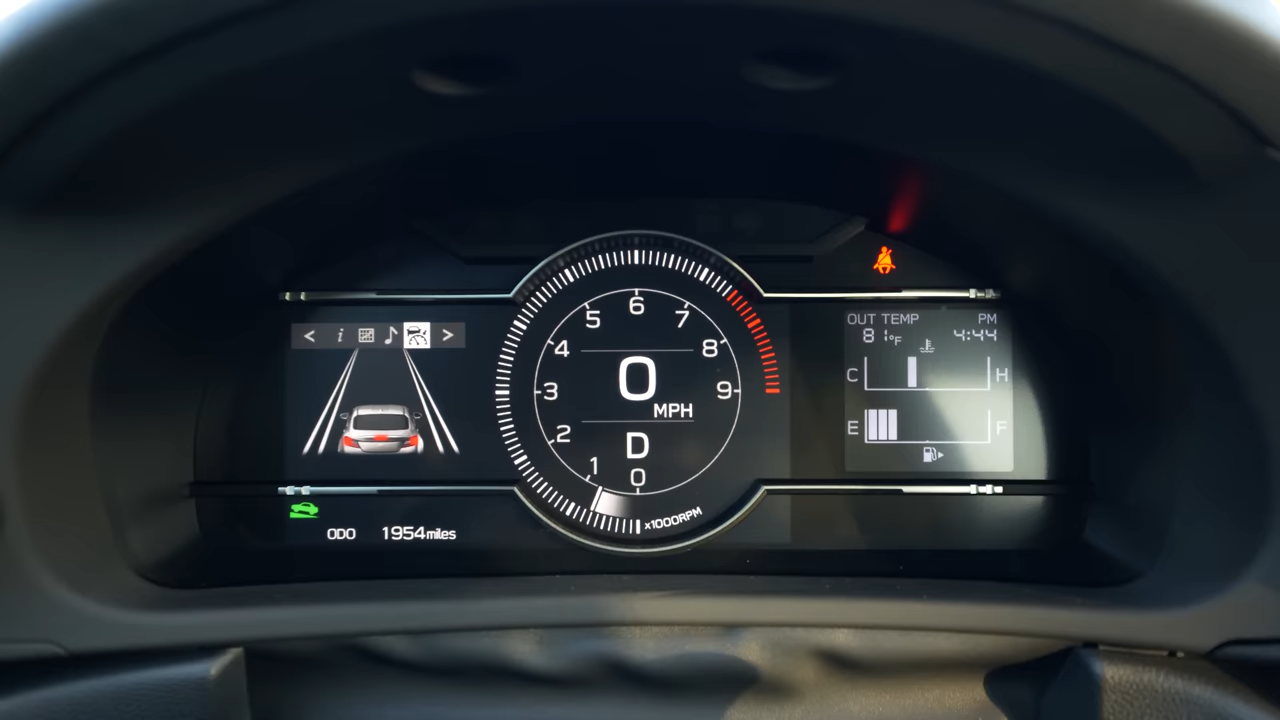 < i >
OUT TEMP PM
81°F 4:44
C H
E F
6
5 7
4 8
0
3 9
MPH
2 D
1 0
x1000RPM
ODO 1954miles